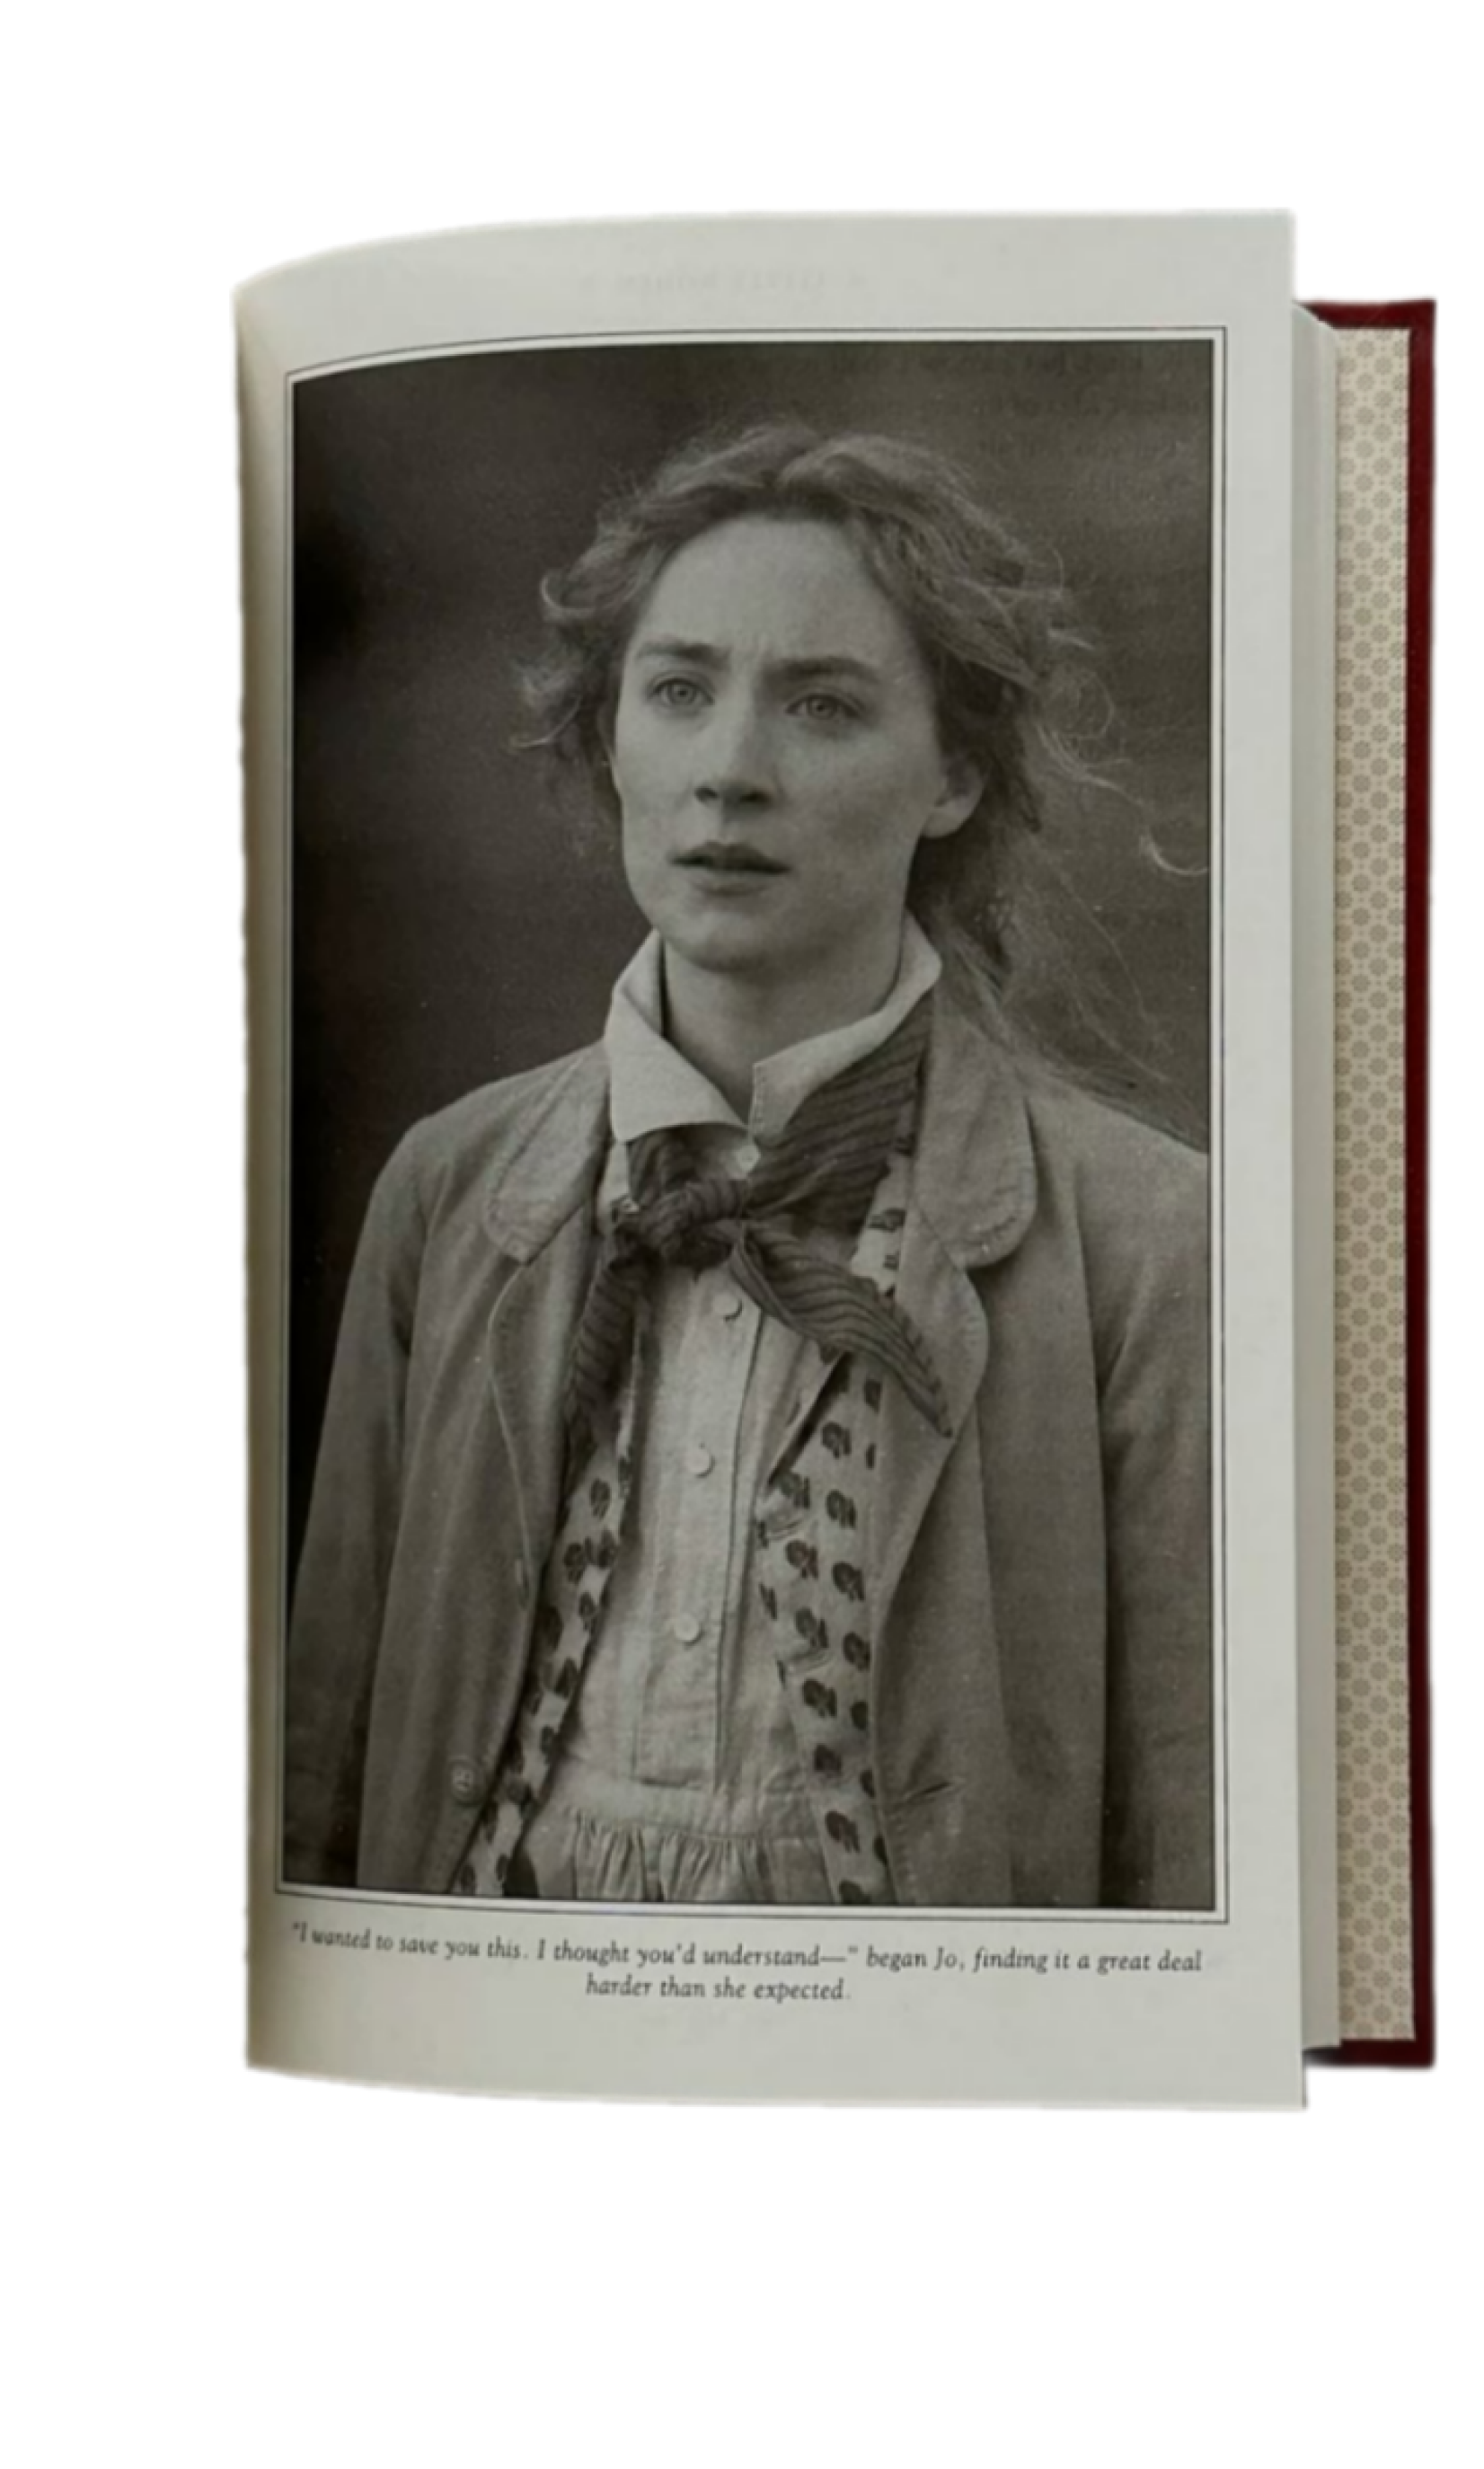 "I wanted to save you this. I thought you'd understand—" began Jo, finding it a great deal
harder than she expected.